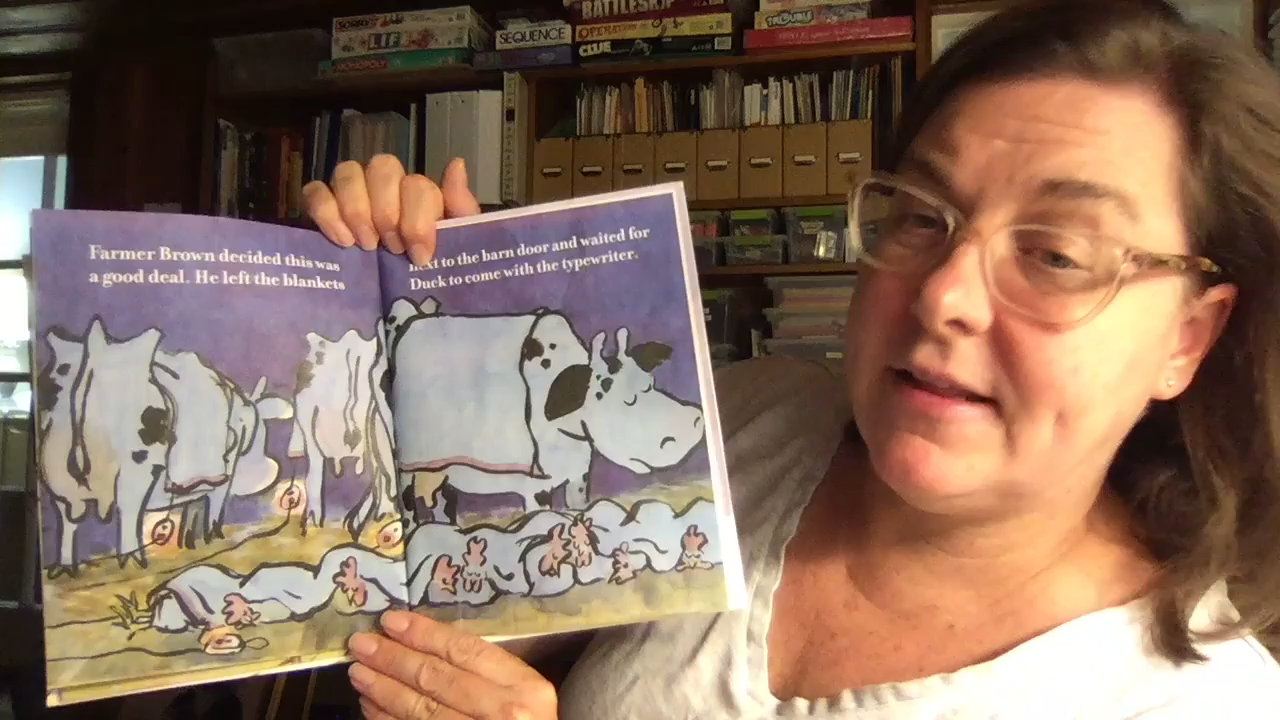 SORRY!
LIFE
MONOPOLY
SEQUENCE
BATTLESHIP
OPERATION
CLUE
TROUBLE
Farmer Brown decided this was
a good deal. He left the blankets
next to the barn door and waited for
Duck to come with the typewriter.